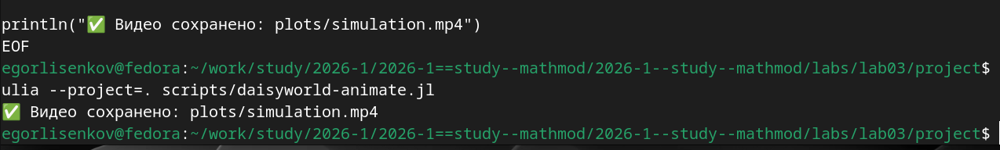 println("✅ Видео сохранено: plots/simulation.mp4")
EOF
egorlisenkov@fedora:~/work/study/2026-1/2026-1==study--mathmod/2026-1--study--mathmod/labs/lab03/project$
ulia --project=. scripts/daisyworld-animate.jl
✅ Видео сохранено: plots/simulation.mp4
egorlisenkov@fedora:~/work/study/2026-1/2026-1==study--mathmod/2026-1--study--mathmod/labs/lab03/project$